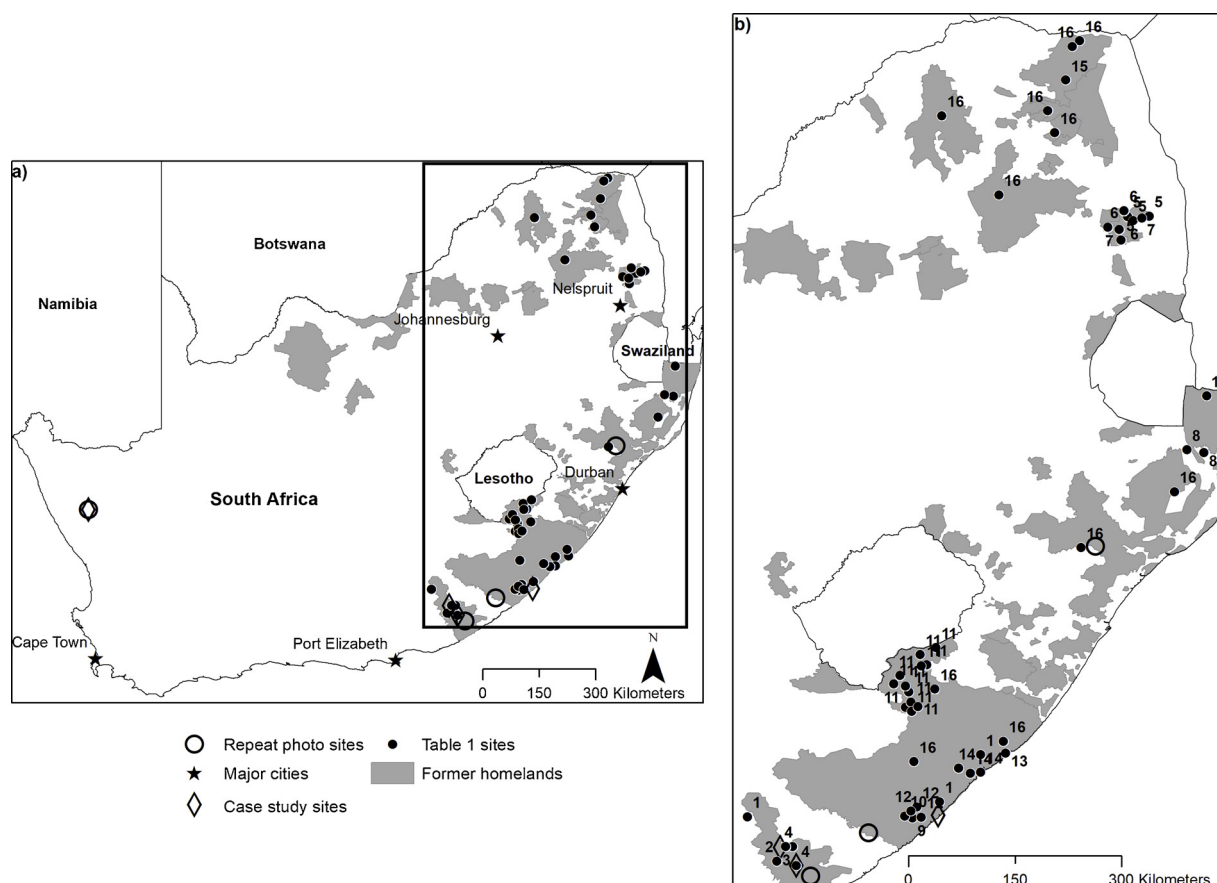 a)
Namibia
Botswana
Nelspruit
Johannesburg
Swaziland
Lesotho
Durban
South Africa
Cape Town
Port Elizabeth
N
0 150 300 Kilometers
Repeat photo sites
Table 1 sites
Major cities
Former homelands
Case study sites
b)
16
16
15
16
16
16
16
6
5
5
5
6
7
7
6
1
8
8
16
16
11
11
11
11
11
16
11
11
11
16
16
1
14
14
13
12
12
1
10
9
1
4
2
3
4
0 150 300 Kilometers